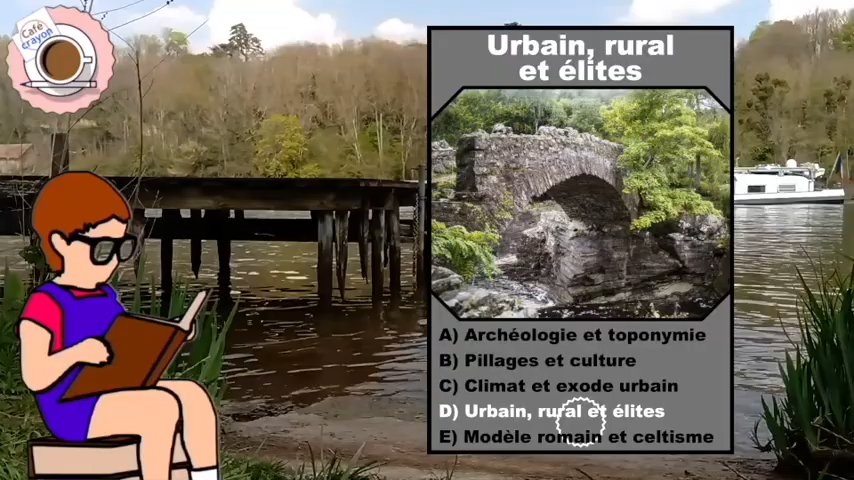 Café
crayon
Urbain, rural
et élites
A) Archéologie et toponymie
B) Pillages et culture
C) Climat et exode urbain
D) Urbain, rural et élites
E) Modèle romain et celtisme